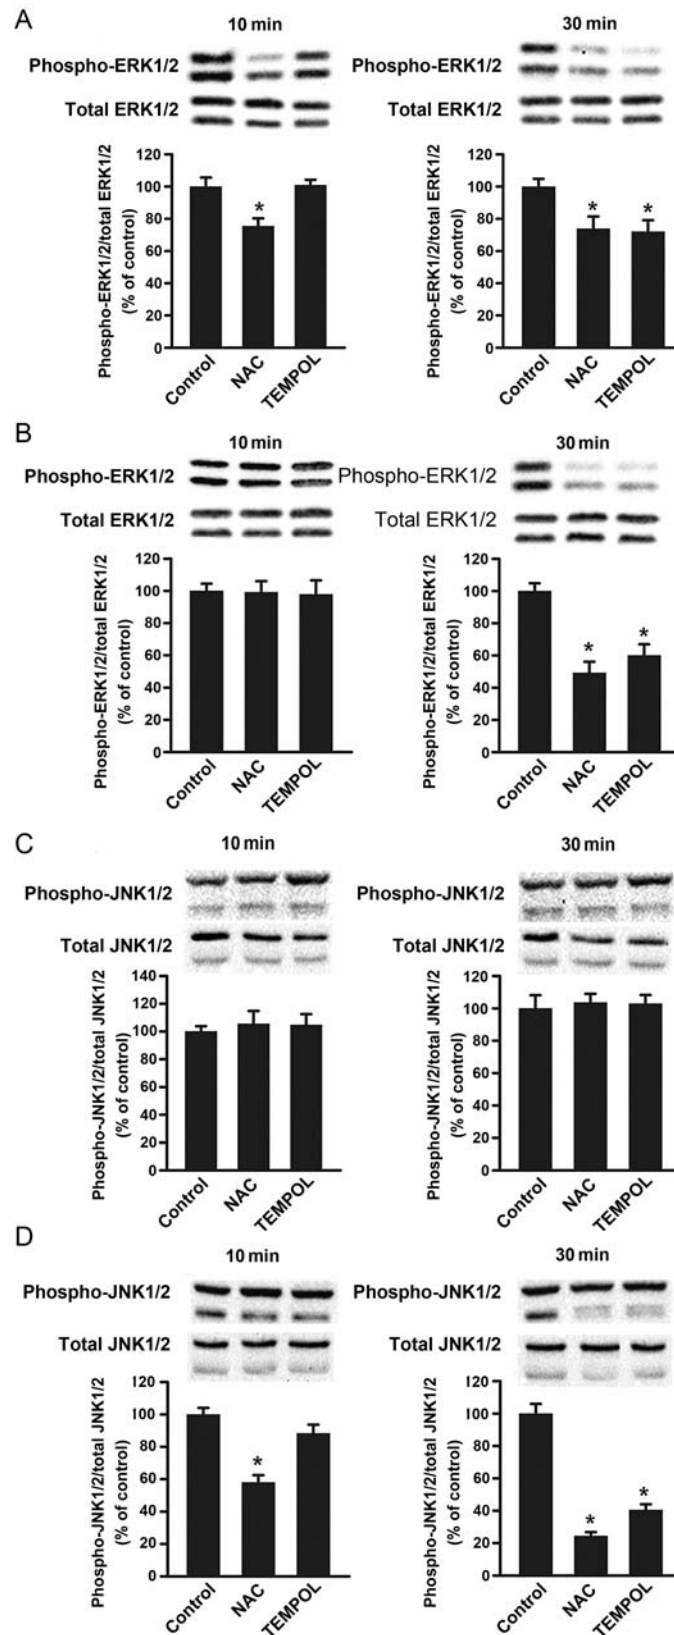 A
10 min
30 min
Phospho-ERK1/2
Phospho-ERK1/2
Total ERK1/2
Total ERK1/2
Phospho-ERK1/2/total ERK1/2
(% of control)
120
100
80
60
40
20
0
*
Control
NAC
TEMPOL
Phospho-ERK1/2/total ERK1/2
(% of control)
120
100
80
60
40
20
0
* *
Control
NAC
TEMPOL
B
10 min
30 min
Phospho-ERK1/2
Phospho-ERK1/2
Total ERK1/2
Total ERK1/2
Phospho-ERK1/2/total ERK1/2
(% of control)
120
100
80
60
40
20
0
Control
NAC
TEMPOL
Phospho-ERK1/2/total ERK1/2
(% of control)
120
100
80
60
40
20
0
* *
Control
NAC
TEMPOL
C
10 min
30 min
Phospho-JNK1/2
Phospho-JNK1/2
Total JNK1/2
Total JNK1/2
Phospho-JNK1/2/total JNK1/2
(% of control)
140
120
100
80
60
40
20
0
Control
NAC
TEMPOL
Phospho-JNK1/2/total JNK1/2
(% of control)
120
100
80
60
40
20
0
Control
NAC
TEMPOL
D
10 min
30 min
Phospho-JNK1/2
Phospho-JNK1/2
Total JNK1/2
Total JNK1/2
Phospho-JNK1/2/total JNK1/2
(% of control)
120
100
80
60
40
20
0
*
Control
NAC
TEMPOL
Phospho-JNK1/2/total JNK1/2
(% of control)
120
100
80
60
40
20
0
* *
Control
NAC
TEMPOL